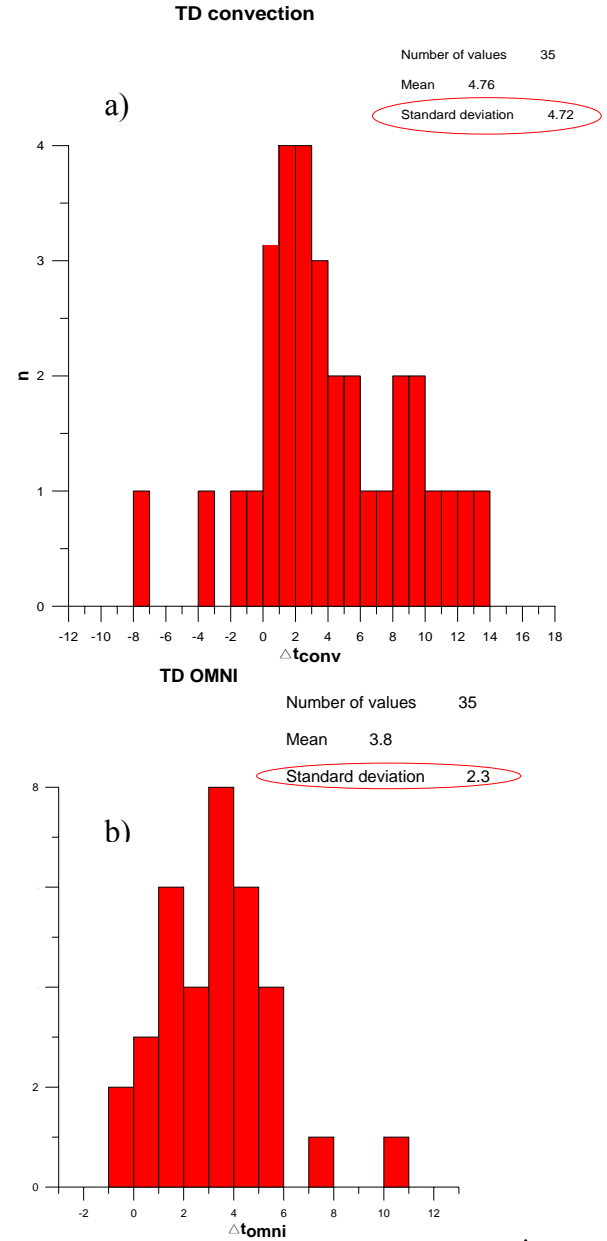 TD convection
Number of values 35
Mean 4.76
Standard deviation 4.72
a)
4
3
n
2
1
0
-12 -10 -8 -6 -4 -2 0 2 4 6 8 10 12 14 16 18
△tconv
TD OMNI
Number of values 35
Mean 3.8
Standard deviation 2.3
8
b)
2
0
-2 0 2 4 6 8 10 12
△tomni